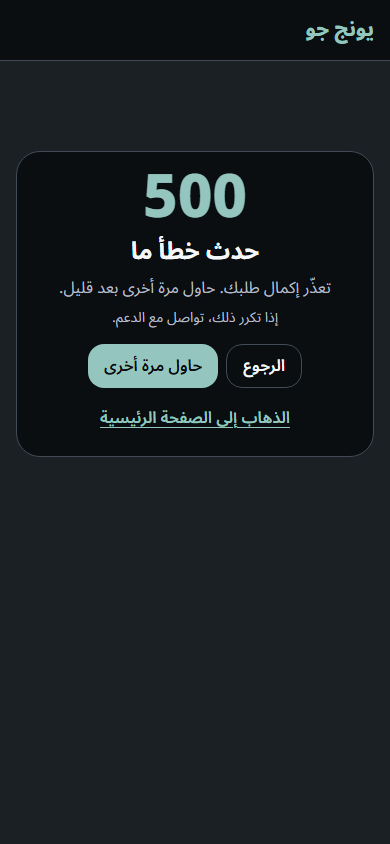 يونج جو
500
حدث خطأ ما
تعذّر إكمال طلبك. حاول مرة أخرى بعد قليل.
إذا تكرر ذلك، تواصل مع الدعم.
الرجوع
حاول مرة أخرى
الذهاب إلى الصفحة الرئيسية